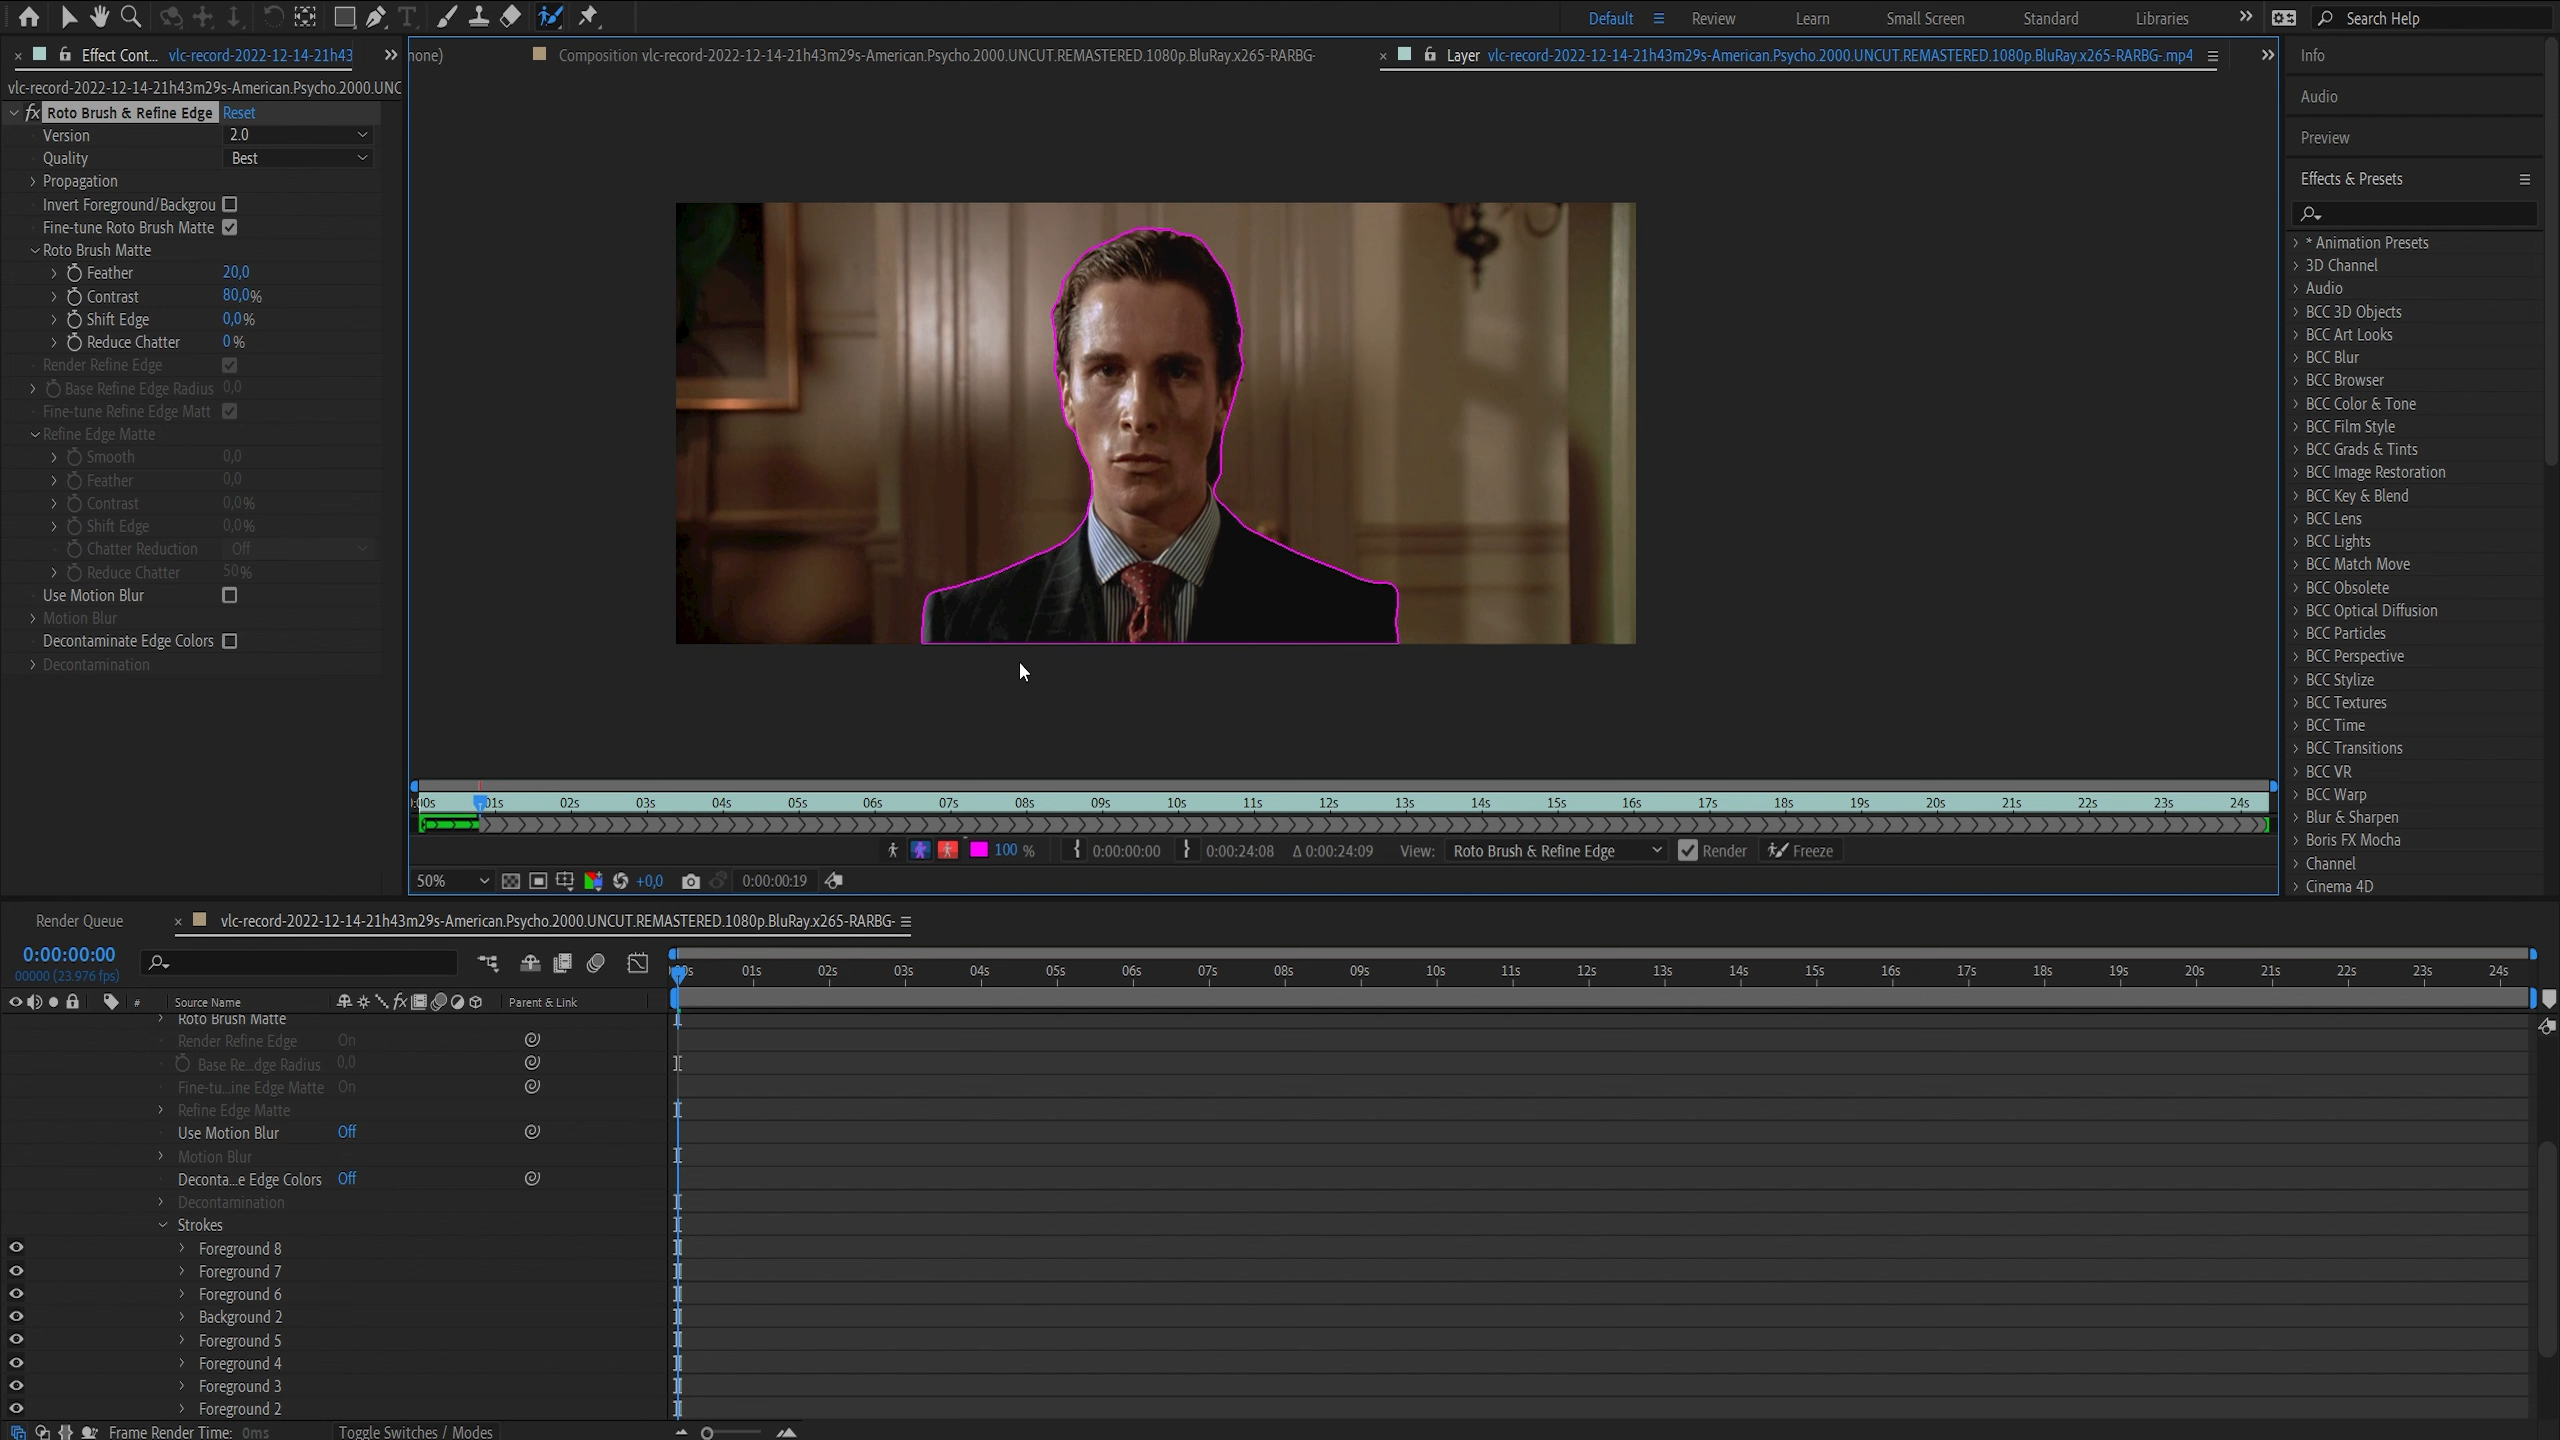 Default
Review
Learn
Small Screen
Standard
Libraries
Search Help
Effect Cont... vlc-record-2022-12-14-21h43
none)
Composition vlc-record-2022-12-14-21h43m29s-American.Psycho.2000.UNCUT.REMASTERED.1080p.BluRay.x265-RARBG-
Layer vlc-record-2022-12-14-21h43m29s-American.Psycho.2000.UNCUT.REMASTERED.1080p.BluRay.x265-RARBG-.mp4
vlc-record-2022-12-14-21h43m29s-American.Psycho.2000.UNC
fx Roto Brush & Refine Edge Reset
Version 2.0
Quality Best
Propagation
Invert Foreground/Backgrou
Fine-tune Roto Brush Matte
Roto Brush Matte
Feather 20,0
Contrast 80,0%
Shift Edge 0,0%
Reduce Chatter 0 %
Render Refine Edge
Base Refine Edge Radius 0,0
Fine-tune Refine Edge Matt
Refine Edge Matte
Smooth 0,0
Feather 0,0
Contrast 0,0%
Shift Edge 0,0%
Chatter Reduction Off
Reduce Chatter 50%
Use Motion Blur
Motion Blur
Decontaminate Edge Colors
Decontamination
:00s 01s 02s 03s 04s 05s 06s 07s 08s 09s 10s 11s 12s 13s 14s 15s 16s 17s 18s 19s 20s 21s 22s 23s 24s
100 % 0:00:00:00 0:00:24:08 Δ 0:00:24:09 View: Roto Brush & Refine Edge Render Freeze
50% +0,0 0:00:00:19
Info
Audio
Preview
Effects & Presets
* Animation Presets
3D Channel
Audio
BCC 3D Objects
BCC Art Looks
BCC Blur
BCC Browser
BCC Color & Tone
BCC Film Style
BCC Grads & Tints
BCC Image Restoration
BCC Key & Blend
BCC Lens
BCC Lights
BCC Match Move
BCC Obsolete
BCC Optical Diffusion
BCC Particles
BCC Perspective
BCC Stylize
BCC Textures
BCC Time
BCC Transitions
BCC VR
BCC Warp
Blur & Sharpen
Boris FX Mocha
Channel
Cinema 4D
Render Queue
vlc-record-2022-12-14-21h43m29s-American.Psycho.2000.UNCUT.REMASTERED.1080p.BluRay.x265-RARBG-
0:00:00:00
00000 (23.976 fps)
0s 01s 02s 03s 04s 05s 06s 07s 08s 09s 10s 11s 12s 13s 14s 15s 16s 17s 18s 19s 20s 21s 22s 23s 24s
# Source Name fx Parent & Link
Roto Brush Matte
Render Refine Edge On
Base Re...dge Radius 0,0
Fine-tu...ine Edge Matte On
Refine Edge Matte
Use Motion Blur Off
Motion Blur
Deconta...e Edge Colors Off
Decontamination
Strokes
Foreground 8
Foreground 7
Foreground 6
Background 2
Foreground 5
Foreground 4
Foreground 3
Foreground 2
Frame Render Time: 0ms
Toggle Switches / Modes